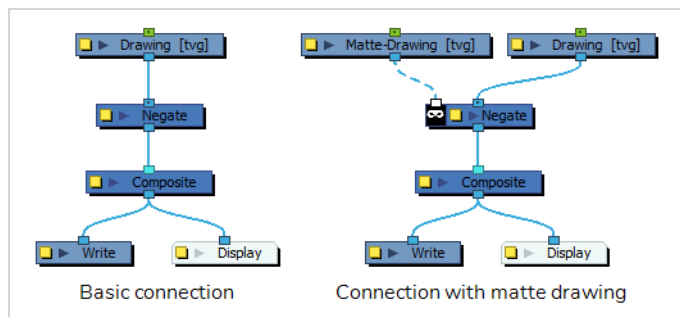 Drawing [tvg]
Matte-Drawing [tvg]
Drawing [tvg]
Negate
Negate
Composite
Composite
Write
Display
Write
Display
Basic connection
Connection with matte drawing